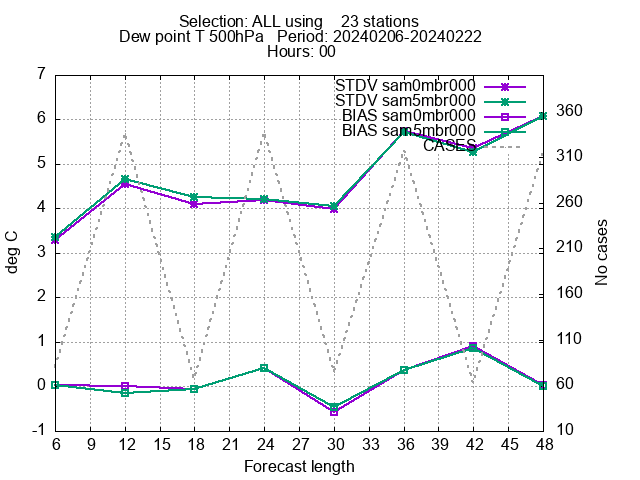 Selection: ALL using    23 stations
Dew point T 500hPa   Period: 20240206-20240222
Hours: 00
STDV sam0mbr000
STDV sam5mbr000
BIAS sam0mbr000
BIAS sam5mbr000
CASES
deg C
7
6
5
4
3
2
1
0
-1
No cases
360
310
260
210
160
110
60
10
6 9 12 15 18 21 24 27 30 33 36 39 42 45 48
Forecast length